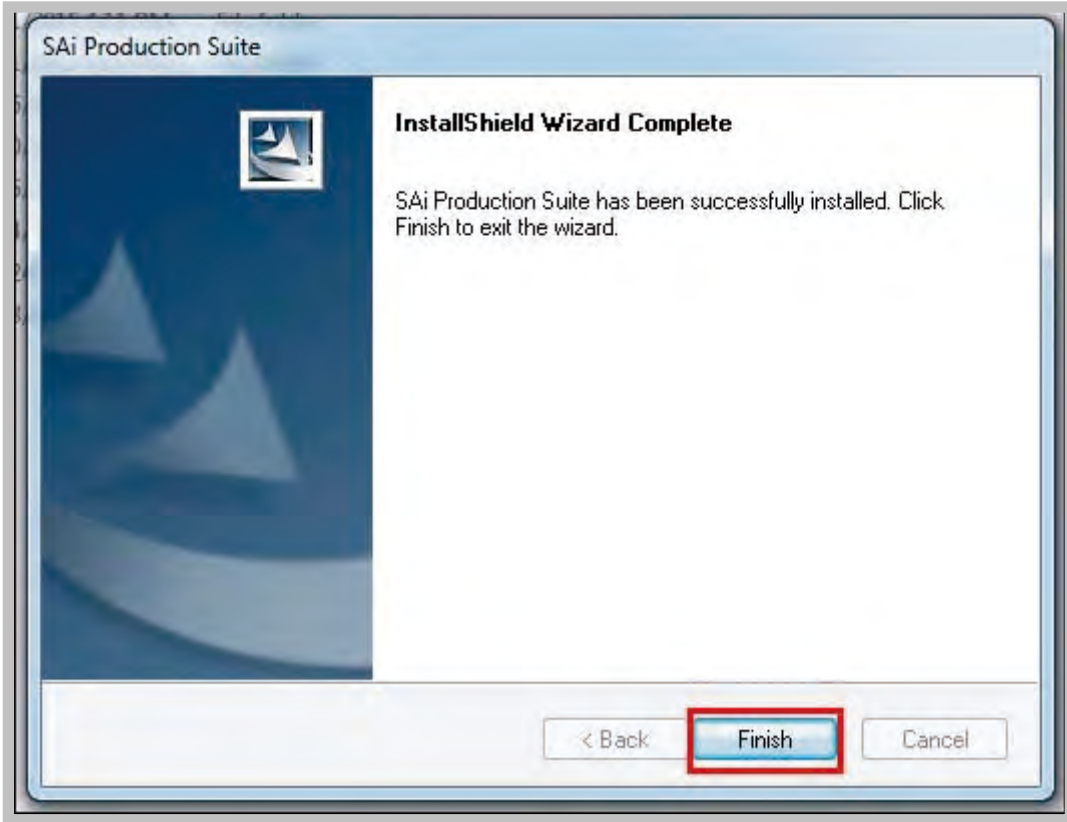 SAi Production Suite
InstallShield Wizard Complete
SAi Production Suite has been successfully installed. Click
Finish to exit the wizard.
< Back
Finish
Cancel